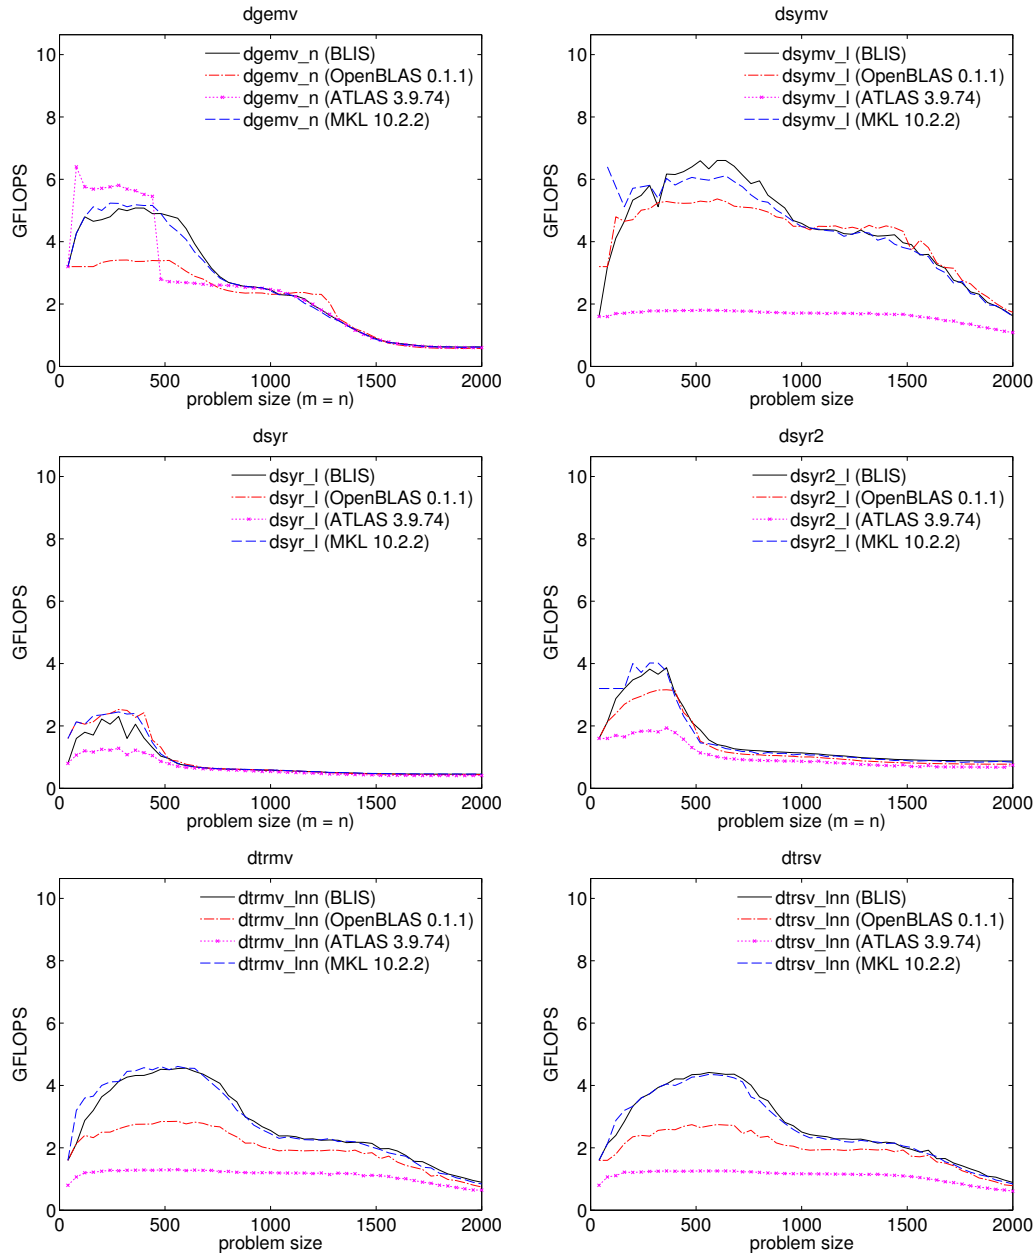 dgemv
10
8
6
4
2
0
GFLOPS
dgemv_n (BLIS)
dgemv_n (OpenBLAS 0.1.1)
dgemv_n (ATLAS 3.9.74)
dgemv_n (MKL 10.2.2)
0 500 1000 1500 2000
problem size (m = n)
dsymv
10
8
6
4
2
0
GFLOPS
dsymv_l (BLIS)
dsymv_l (OpenBLAS 0.1.1)
dsymv_l (ATLAS 3.9.74)
dsymv_l (MKL 10.2.2)
0 500 1000 1500 2000
problem size
dsyr
10
8
6
4
2
0
GFLOPS
dsyr_l (BLIS)
dsyr_l (OpenBLAS 0.1.1)
dsyr_l (ATLAS 3.9.74)
dsyr_l (MKL 10.2.2)
0 500 1000 1500 2000
problem size (m = n)
dsyr2
10
8
6
4
2
0
GFLOPS
dsyr2_l (BLIS)
dsyr2_l (OpenBLAS 0.1.1)
dsyr2_l (ATLAS 3.9.74)
dsyr2_l (MKL 10.2.2)
0 500 1000 1500 2000
problem size (m = n)
dtrmv
10
8
6
4
2
0
GFLOPS
dtrmv_lnn (BLIS)
dtrmv_lnn (OpenBLAS 0.1.1)
dtrmv_lnn (ATLAS 3.9.74)
dtrmv_lnn (MKL 10.2.2)
0 500 1000 1500 2000
problem size
dtrsv
10
8
6
4
2
0
GFLOPS
dtrsv_lnn (BLIS)
dtrsv_lnn (OpenBLAS 0.1.1)
dtrsv_lnn (ATLAS 3.9.74)
dtrsv_lnn (MKL 10.2.2)
0 500 1000 1500 2000
problem size